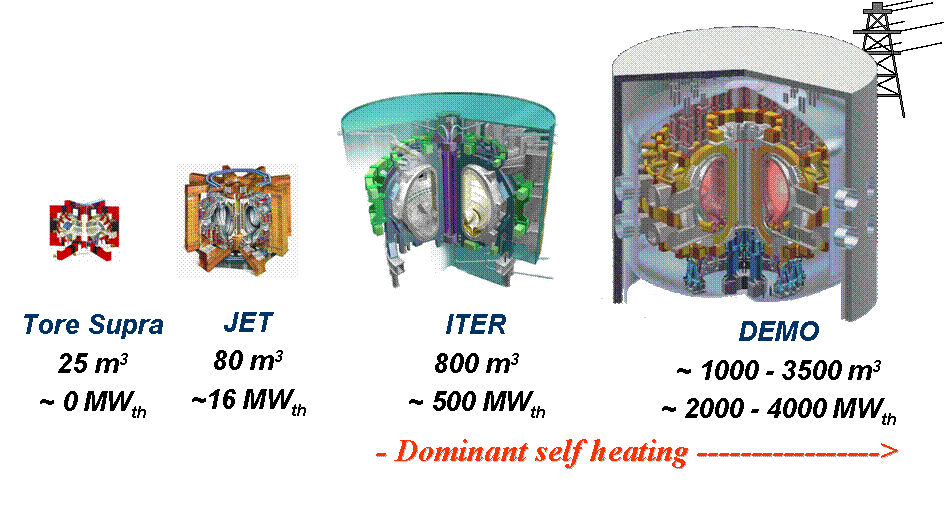 Tore Supra
25 m³
~ 0 MWth
JET
80 m³
~16 MWth
ITER
800 m³
~ 500 MWth
DEMO
~ 1000 - 3500 m³
~ 2000 - 4000 MWth
- Dominant self heating ----------------->